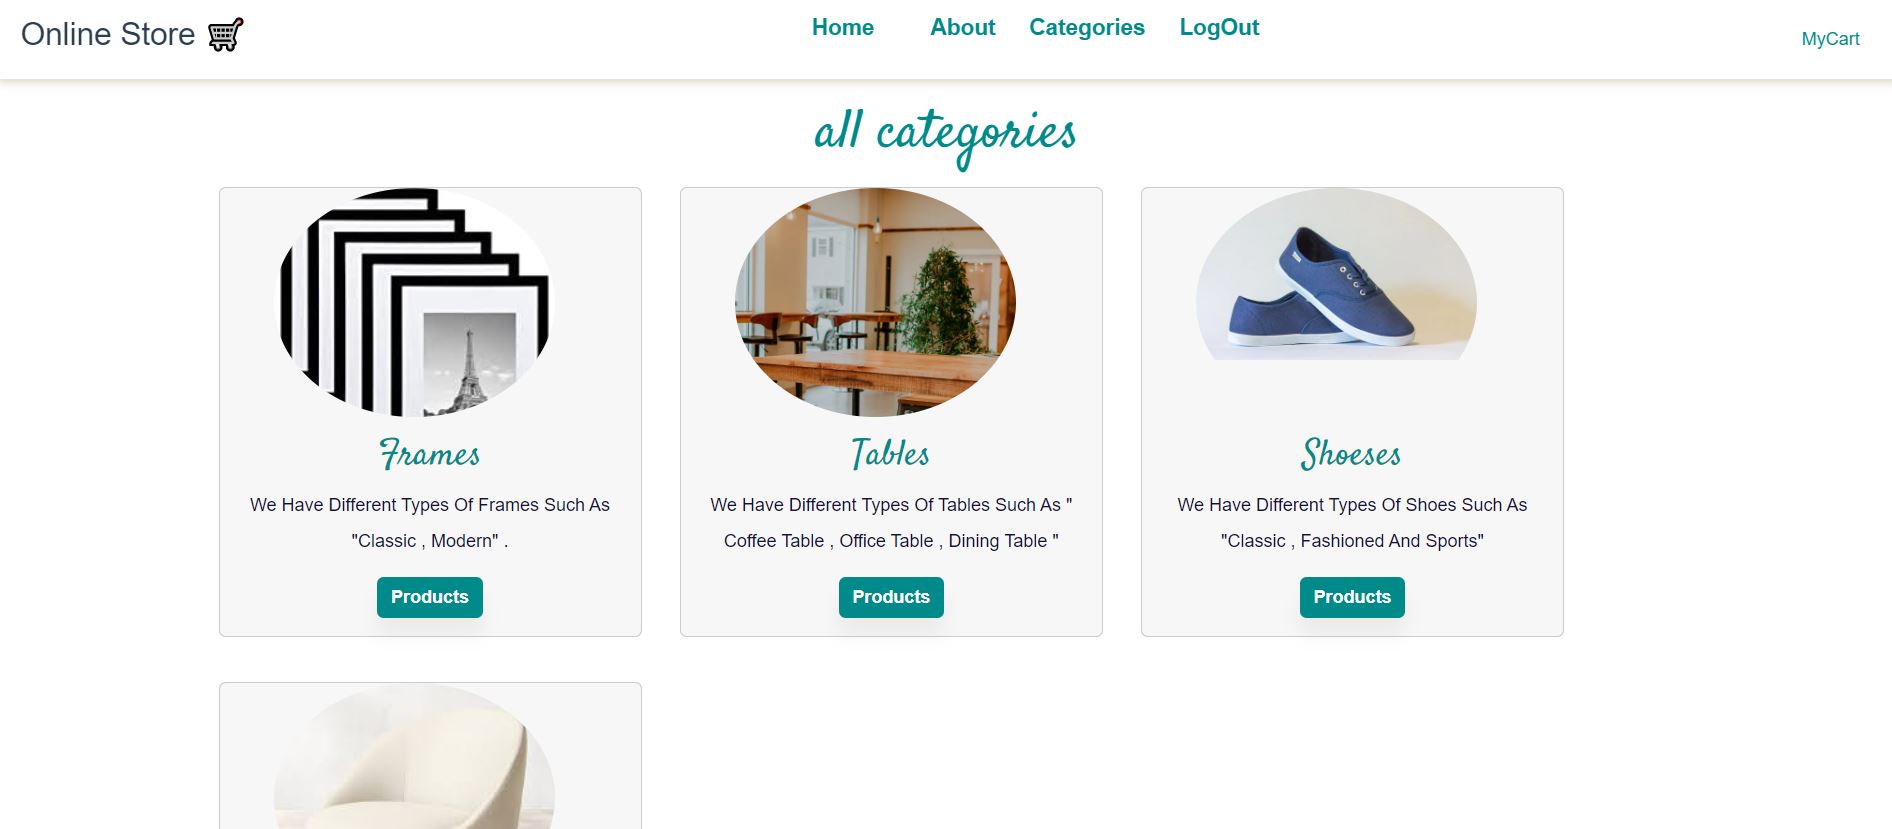 Online Store
Home About Categories LogOut
MyCart
all categories
Frames
We Have Different Types Of Frames Such As
"Classic , Modern" .
Products
Tables
We Have Different Types Of Tables Such As "
Coffee Table , Office Table , Dining Table "
Products
Shoeses
We Have Different Types Of Shoes Such As
"Classic , Fashioned And Sports"
Products